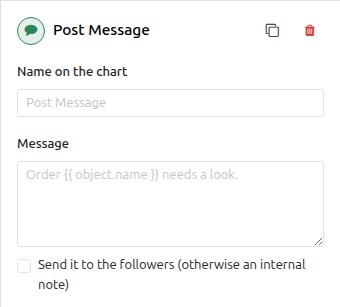 Post Message
Name on the chart
Post Message
Message
Order {{ object.name }} needs a look.
Send it to the followers (otherwise an internal
note)